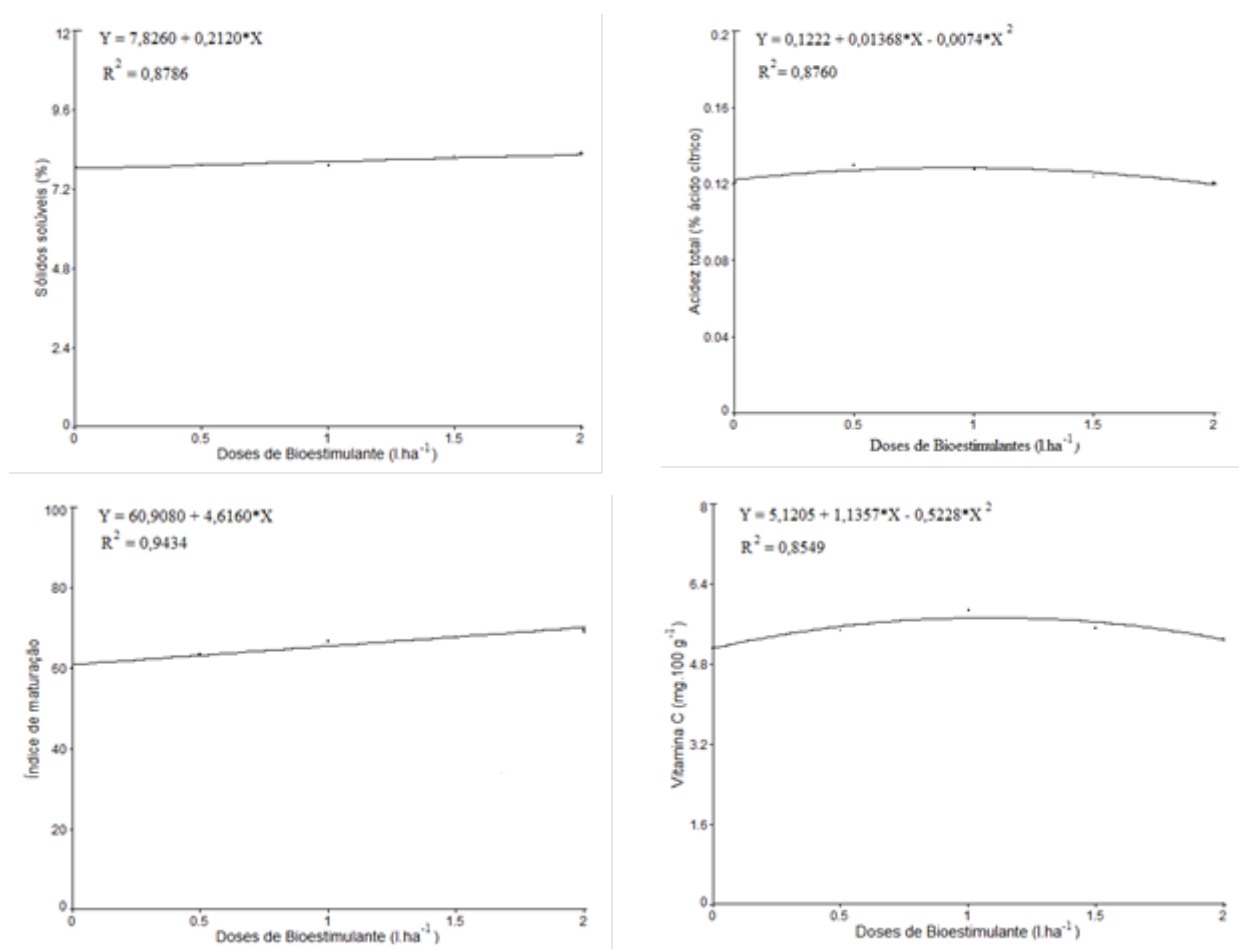 Y = 7,8260 + 0,2120*X
R² = 0,8786
12
9.6
7.2
4.8
2.4
0
Sólidos solúveis (%)
0 0.5 1 1.5 2
Doses de Bioestimulante (l.ha⁻¹)
Y = 0,1222 + 0,01368*X - 0,0074*X²
R² = 0,8760
0.2
0.16
0.12
0.08
0.04
0
Acidez total (% ácido cítrico)
0 0.5 1 1.5 2
Doses de Bioestimulantes (l.ha⁻¹)
Y = 60,9080 + 4,6160*X
R² = 0,9434
100
80
60
40
20
0
Índice de maturação
0 0.5 1 1.5 2
Doses de Bioestimulante (l.ha⁻¹)
Y = 5,1205 + 1,1357*X - 0,5228*X²
R² = 0,8549
8
6.4
4.8
3.2
1.6
0
Vitamina C (mg.100 g⁻¹)
0 0.5 1 1.5 2
Doses de Bioestimulante (l.ha⁻¹)